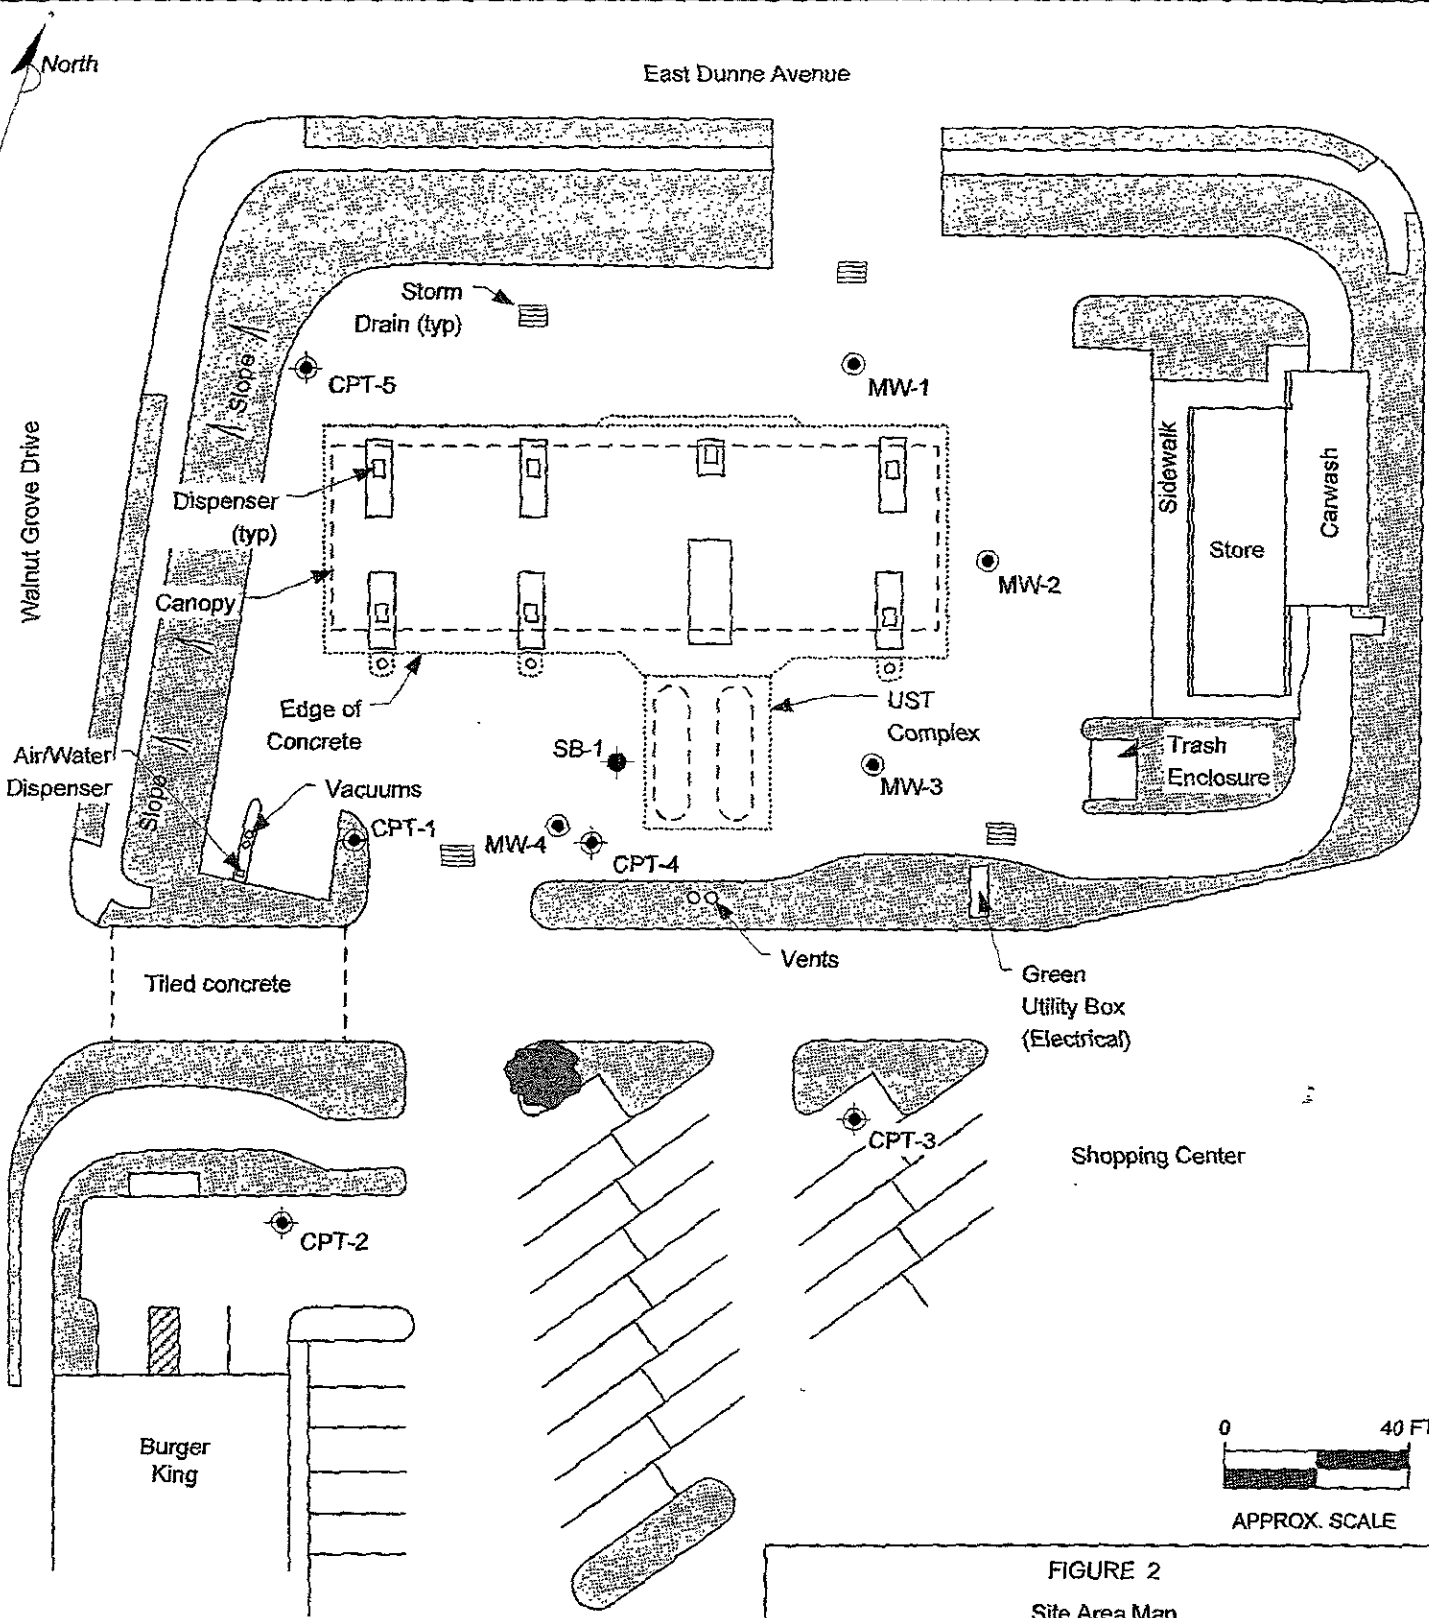 North
East Dunne Avenue
Storm
Drain (typ)
Slope
CPT-5
MW-1
Walnut Grove Drive
Dispenser
(typ)
Sidewalk
Carwash
Store
MW-2
Canopy
Edge of
Concrete
UST
Complex
SB-1
Air/Water
Dispenser
Slope
Vacuums
MW-3
Trash
Enclosure
CPT-1
MW-4
CPT-4
Vents
Tiled concrete
Green
Utility Box
(Electrical)
CPT-3
Shopping Center
CPT-2
Burger
King
0 40 FT
APPROX. SCALE
FIGURE 2
Site Area Map